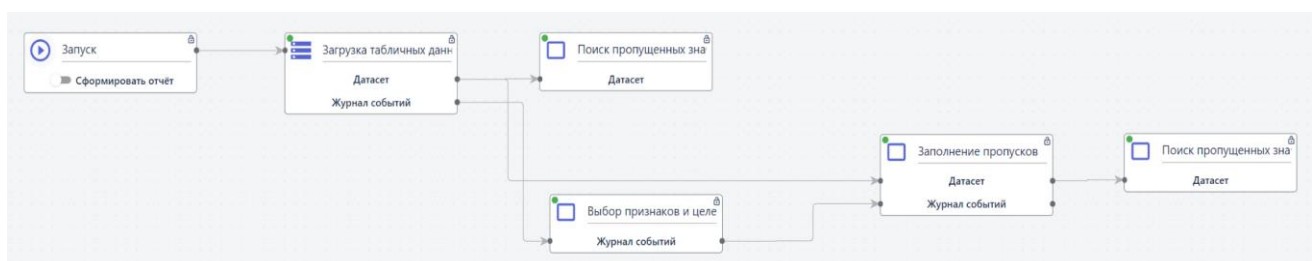 Запуск
Сформировать отчёт
Загрузка табличных данн
Датасет
Журнал событий
Поиск пропущенных зна
Датасет
Выбор признаков и целе
Журнал событий
Заполнение пропусков
Датасет
Журнал событий
Поиск пропущенных зна
Датасет